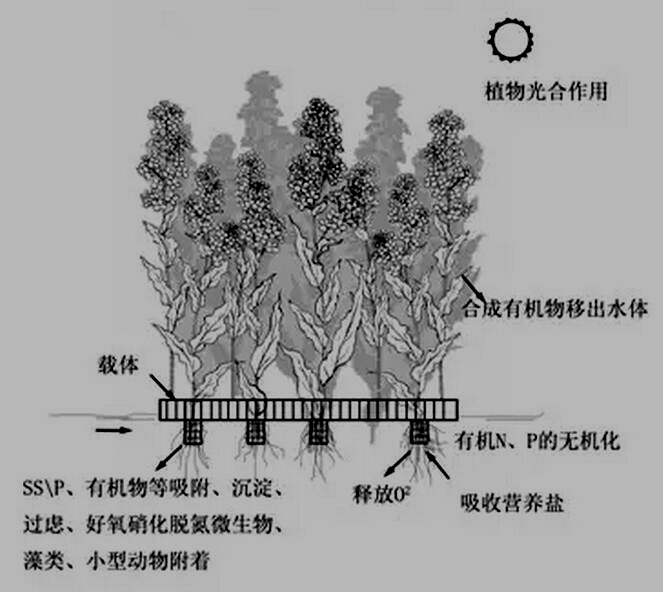 植物光合作用
合成有机物移出水体
载体
有机N、P的无机化
SS\P、有机物等吸附、沉淀、
过虑、好氧硝化脱氮微生物、
藻类、小型动物附着
释放O²
吸收营养盐